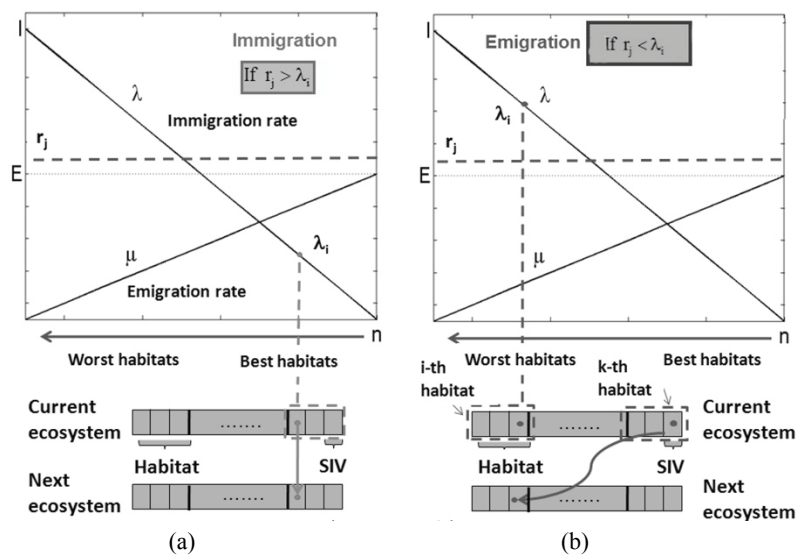 I
Immigration
If rj > λi
λ
Immigration rate
rj
E
λi
μ
Emigration rate
n
Worst habitats
Best habitats
Current
ecosystem
.......
Habitat
SIV
Next
ecosystem
.......
(a)
I
Emigration
If rj < λi
λi
λ
rj
E
μ
n
Worst habitats
Best habitats
i-th
habitat
k-th
habitat
Current
ecosystem
.......
Habitat
SIV
Next
ecosystem
.......
(b)